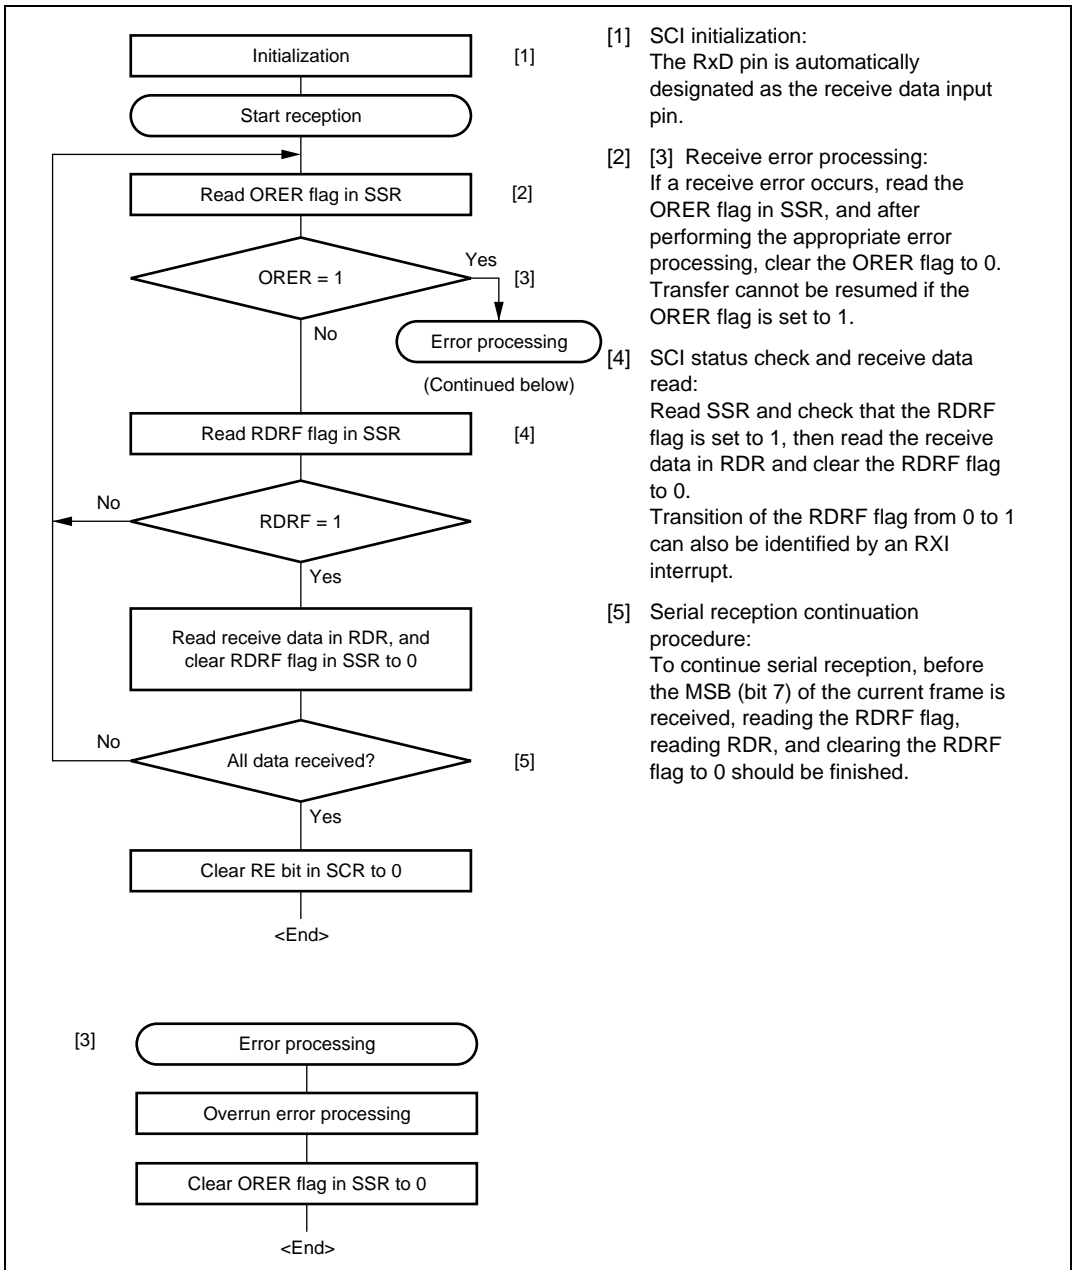 Initialization
[1]
Start reception
Read ORER flag in SSR
[2]
ORER = 1
Yes
[3]
No
Error processing
(Continued below)
Read RDRF flag in SSR
[4]
No
RDRF = 1
Yes
Read receive data in RDR, and
clear RDRF flag in SSR to 0
No
All data received?
[5]
Yes
Clear RE bit in SCR to 0
<End>
[3]
Error processing
Overrun error processing
Clear ORER flag in SSR to 0
<End>
[1] SCI initialization:
The RxD pin is automatically
designated as the receive data input
pin.
[2] [3] Receive error processing:
If a receive error occurs, read the
ORER flag in SSR, and after
performing the appropriate error
processing, clear the ORER flag to 0.
Transfer cannot be resumed if the
ORER flag is set to 1.
[4] SCI status check and receive data
read:
Read SSR and check that the RDRF
flag is set to 1, then read the receive
data in RDR and clear the RDRF flag
to 0.
Transition of the RDRF flag from 0 to 1
can also be identified by an RXI
interrupt.
[5] Serial reception continuation
procedure:
To continue serial reception, before
the MSB (bit 7) of the current frame is
received, reading the RDRF flag,
reading RDR, and clearing the RDRF
flag to 0 should be finished.